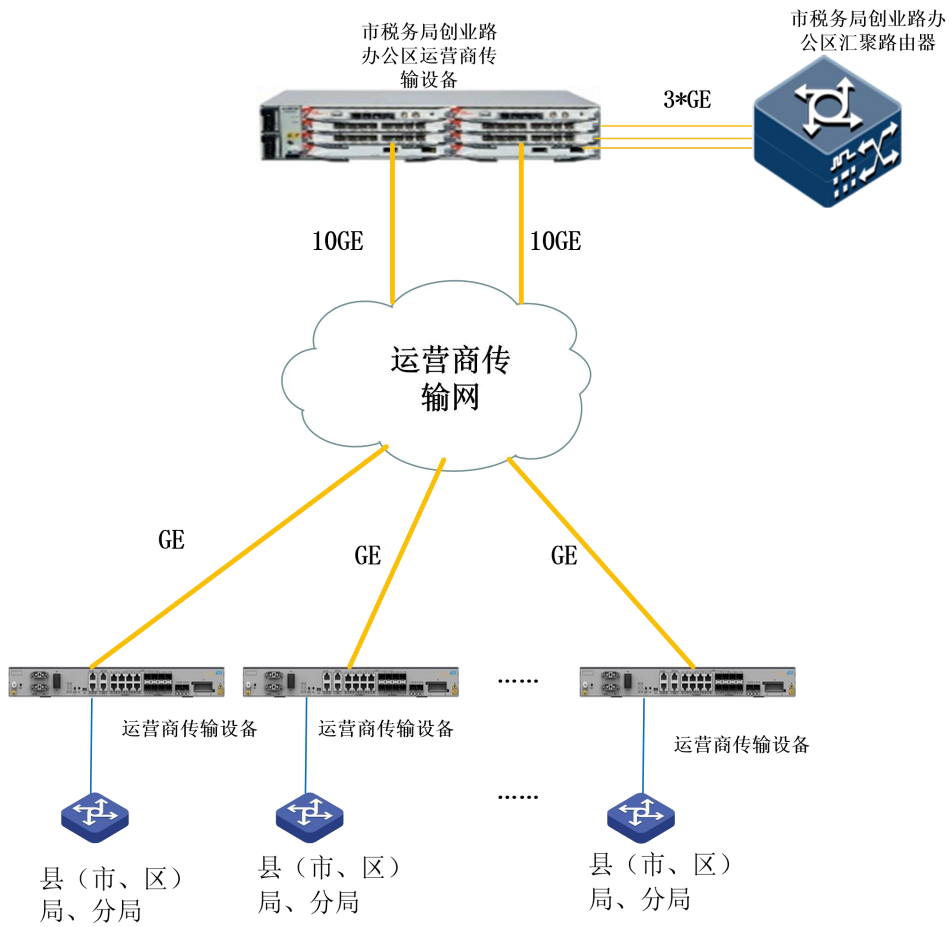 市税务局创业路
办公区运营商传
输设备
市税务局创业路办
公区汇聚路由器
3*GE
10GE
10GE
运营商传
输网
GE
GE
GE
……
运营商传输设备
运营商传输设备
运营商传输设备
……
县（市、区）
局、分局
县（市、区）
局、分局
县（市、区）
局、分局